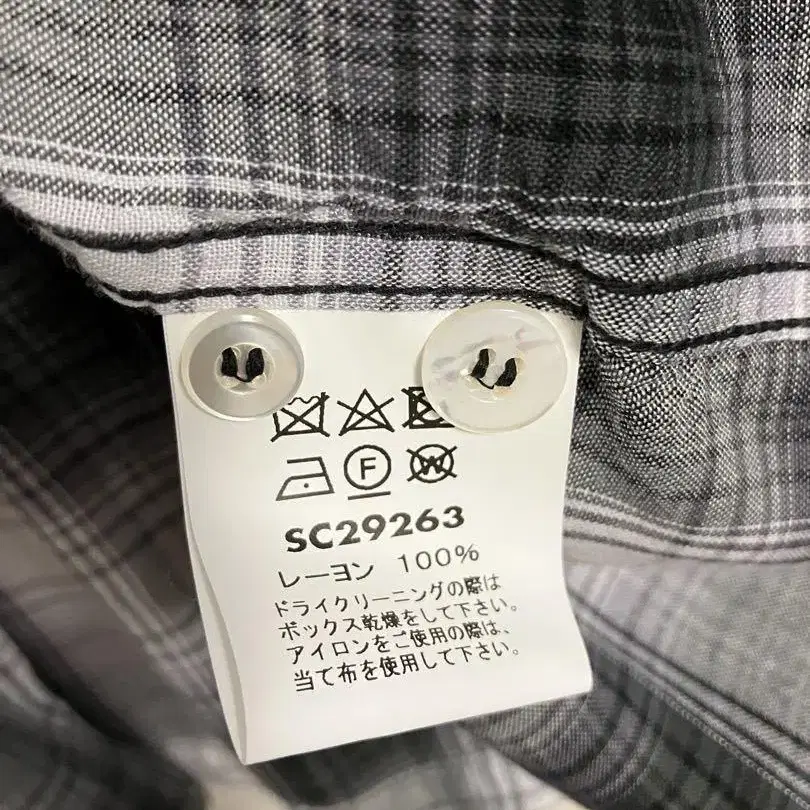 F
W
SC29263
レーヨン 100%
ドライクリーニングの際は
ボックス乾燥をして下さい。
アイロンをご使用の際は、
当て布を使用して下さい。